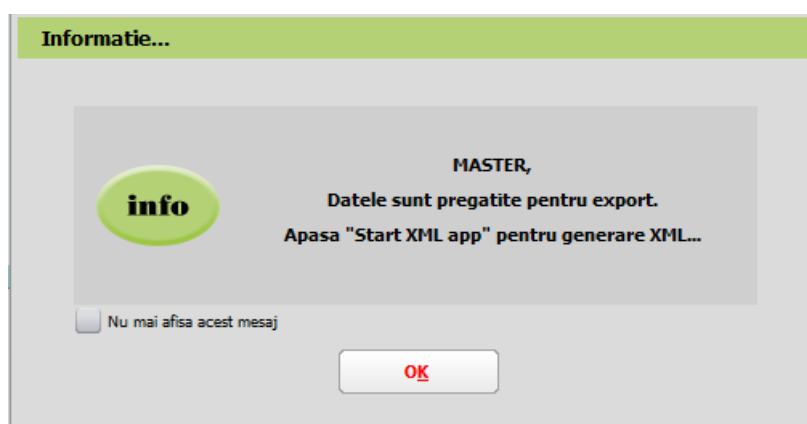 Informatie...
info
MASTER,
Datele sunt pregatite pentru export.
Apasa "Start XML app" pentru generare XML...
Nu mai afisa acest mesaj
OK